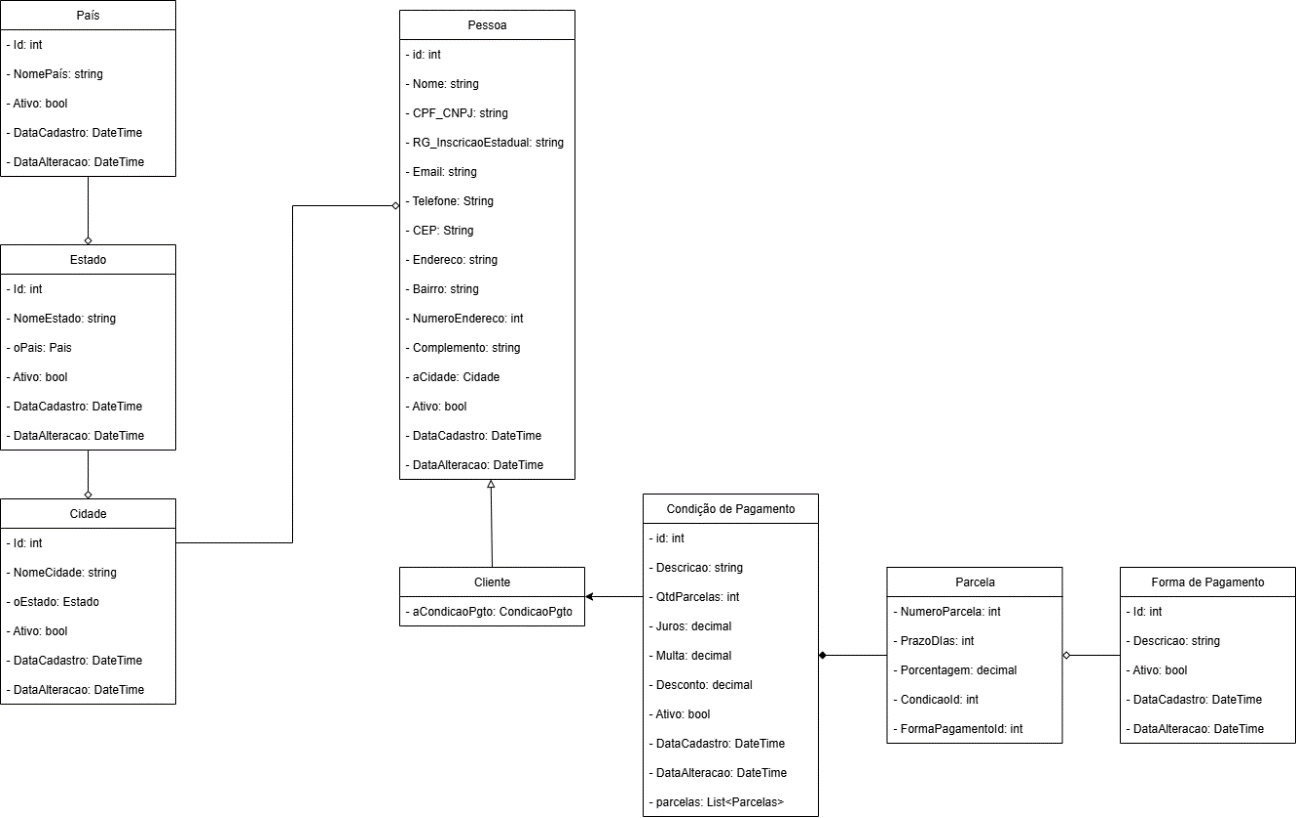 País
- Id: int
- NomePaís: string
- Ativo: bool
- DataCadastro: DateTime
- DataAlteracao: DateTime
Estado
- Id: int
- NomeEstado: string
- oPais: Pais
- Ativo: bool
- DataCadastro: DateTime
- DataAlteracao: DateTime
Cidade
- Id: int
- NomeCidade: string
- oEstado: Estado
- Ativo: bool
- DataCadastro: DateTime
- DataAlteracao: DateTime
Pessoa
- id: int
- Nome: string
- CPF_CNPJ: string
- RG_InscricaoEstadual: string
- Email: string
- Telefone: String
- CEP: String
- Endereco: string
- Bairro: string
- NumeroEndereco: int
- Complemento: string
- aCidade: Cidade
- Ativo: bool
- DataCadastro: DateTime
- DataAlteracao: DateTime
Cliente
- aCondicaoPgto: CondicaoPgto
Condição de Pagamento
- id: int
- Descricao: string
- QtdParcelas: int
- Juros: decimal
- Multa: decimal
- Desconto: decimal
- Ativo: bool
- DataCadastro: DateTime
- DataAlteracao: DateTime
- parcelas: List<Parcelas>
Parcela
- NumeroParcela: int
- PrazoDIas: int
- Porcentagem: decimal
- CondicaoId: int
- FormaPagamentoId: int
Forma de Pagamento
- Id: int
- Descricao: string
- Ativo: bool
- DataCadastro: DateTime
- DataAlteracao: DateTime